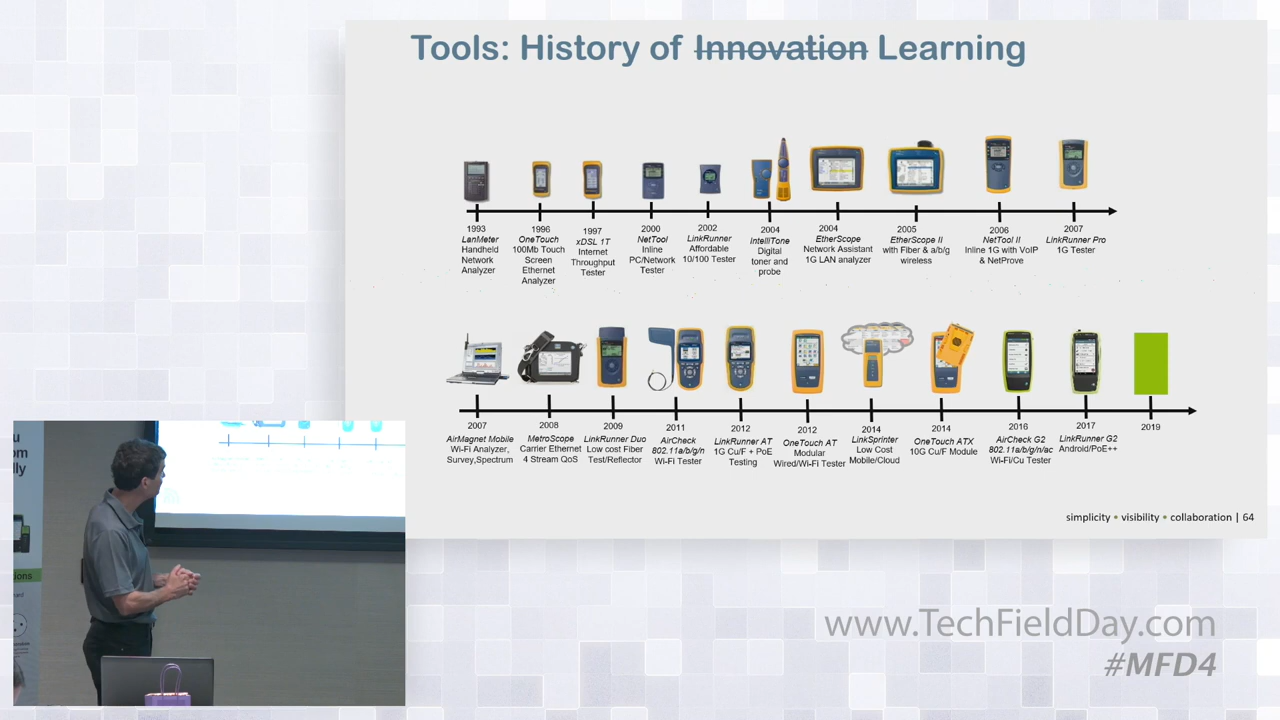 Tools: History of Innovation Learning
1993
LanMeter
Handheld
Network
Analyzer
1996
OneTouch
100Mb Touch
Screen
Ethernet
Analyzer
1997
xDSL 1T
Internet
Throughput
Tester
2000
NetTool
Inline
PC/Network
Tester
2002
LinkRunner
Affordable
10/100 Tester
2004
IntelliTone
Digital
toner and
probe
2004
EtherScope
Network Assistant
1G LAN analyzer
2005
EtherScope II
with Fiber & a/b/g
wireless
2006
NetTool II
Inline 1G with VoIP
& NetProve
2007
LinkRunner Pro
1G Tester
2007
AirMagnet Mobile
Wi-Fi Analyzer,
Survey,Spectrum
2008
MetroScope
Carrier Ethernet
4 Stream QoS
2009
LinkRunner Duo
Low cost Fiber
Test/Reflector
2011
AirCheck
802.11a/b/g/n
Wi-Fi Tester
2012
LinkRunner AT
1G Cu/F + PoE
Testing
2012
OneTouch AT
Modular
Wired/Wi-Fi Tester
2014
LinkSprinter
Low Cost
Mobile/Cloud
2014
OneTouch ATX
10G Cu/F Module
2016
AirCheck G2
802.11a/b/g/n/ac
Wi-Fi/Cu Tester
2017
LinkRunner G2
Android/PoE++
2019
simplicity • visibility • collaboration | 64
www.TechFieldDay.com
#MFD4